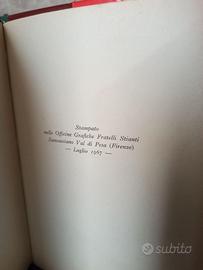 Stampato
nelle Officine Grafiche Fratelli Stianti
Sancasciano Val di Pesa (Firenze)
— Luglio 1967 —
subito